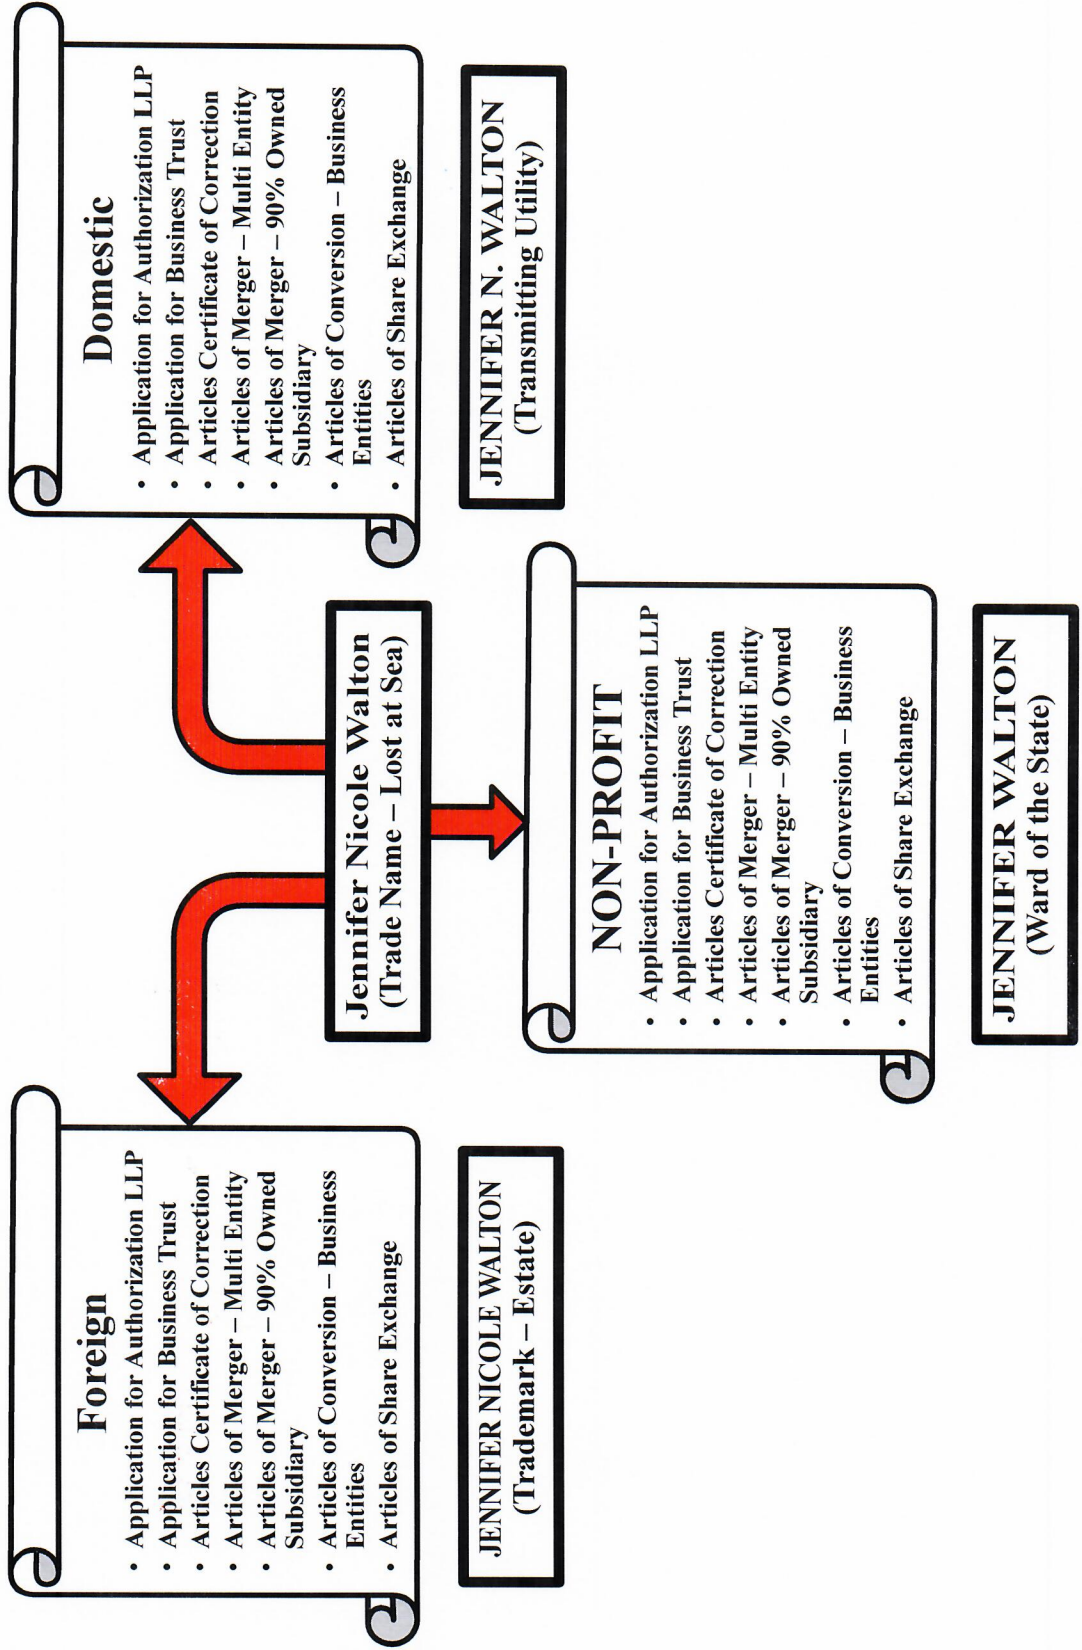 Foreign
• Application for Authorization LLP
• Application for Business Trust
• Articles Certificate of Correction
• Articles of Merger – Multi Entity
• Articles of Merger – 90% Owned
Subsidiary
• Articles of Conversion – Business
Entities
• Articles of Share Exchange
JENNIFER NICOLE WALTON
(Trademark – Estate)
Jennifer Nicole Walton
(Trade Name – Lost at Sea)
NON-PROFIT
• Application for Authorization LLP
• Application for Business Trust
• Articles Certificate of Correction
• Articles of Merger – Multi Entity
• Articles of Merger – 90% Owned
Subsidiary
• Articles of Conversion – Business
Entities
• Articles of Share Exchange
JENNIFER WALTON
(Ward of the State)
Domestic
• Application for Authorization LLP
• Application for Business Trust
• Articles Certificate of Correction
• Articles of Merger – Multi Entity
• Articles of Merger – 90% Owned
Subsidiary
• Articles of Conversion – Business
Entities
• Articles of Share Exchange
JENNIFER N. WALTON
(Transmitting Utility)